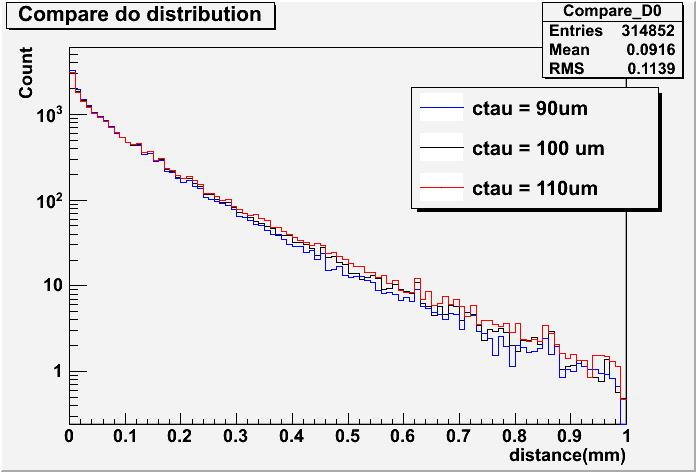 Compare do distribution
Compare_D0
Entries 314852
Mean 0.0916
RMS 0.1139
Count
ctau = 90um
ctau = 100 um
ctau = 110um
10³
10²
10
1
0 0.1 0.2 0.3 0.4 0.5 0.6 0.7 0.8 0.9 1
distance(mm)